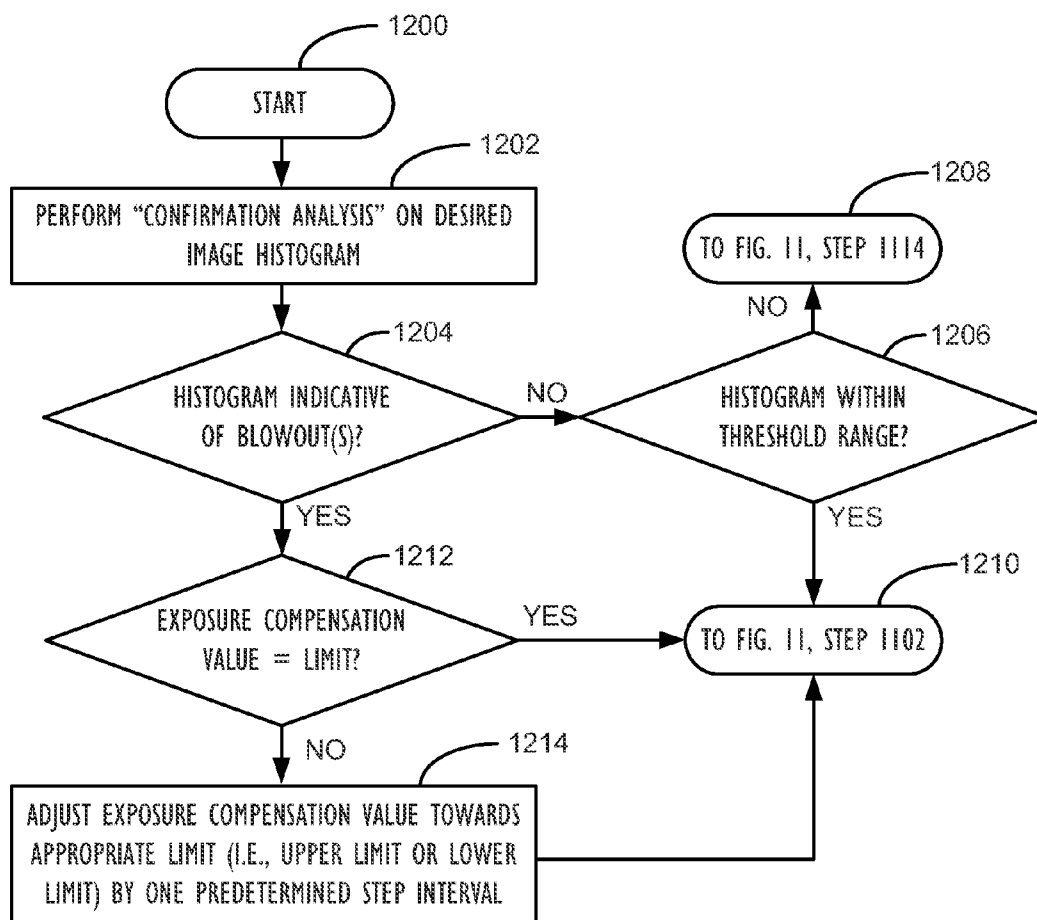 1200
START
1202
PERFORM “CONFIRMATION ANALYSIS” ON DESIRED
IMAGE HISTOGRAM
1208
TO FIG. 11, STEP 1114
NO
1204
HISTOGRAM INDICATIVE
OF BLOWOUT(S)?
NO
1206
HISTOGRAM WITHIN
THRESHOLD RANGE?
YES
YES
1212
EXPOSURE COMPENSATION
VALUE = LIMIT?
YES
1210
TO FIG. 11, STEP 1102
NO
1214
ADJUST EXPOSURE COMPENSATION VALUE TOWARDS
APPROPRIATE LIMIT (I.E., UPPER LIMIT OR LOWER
LIMIT) BY ONE PREDETERMINED STEP INTERVAL